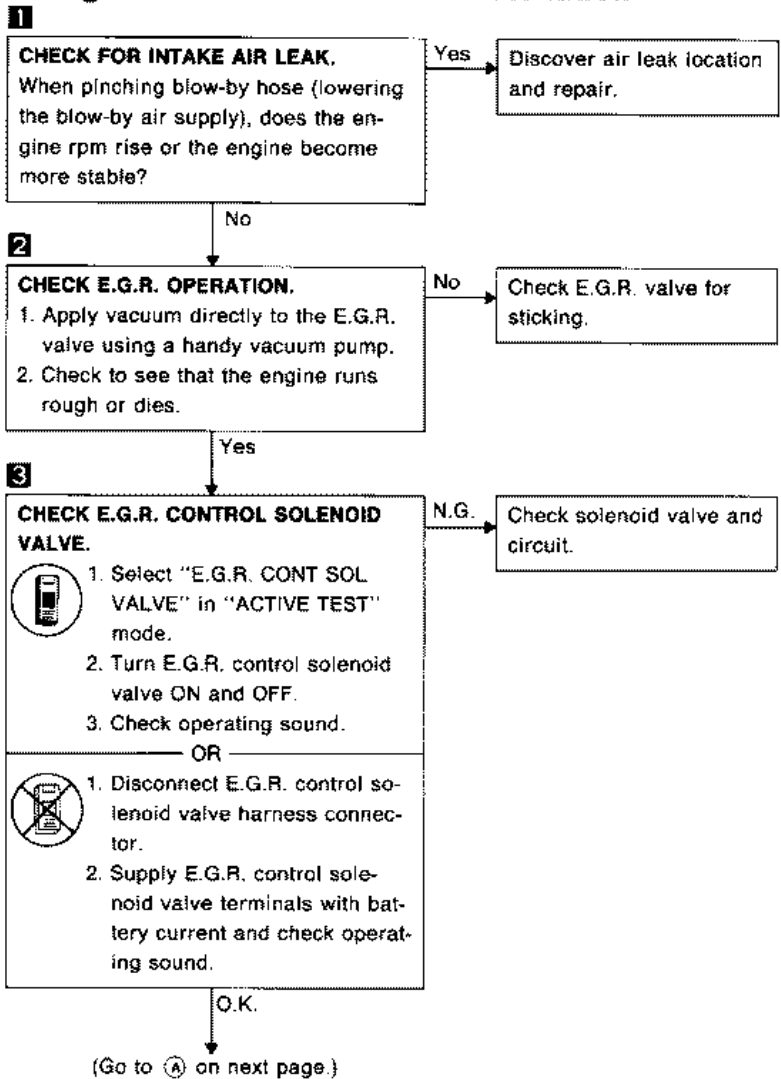 1
CHECK FOR INTAKE AIR LEAK.
When pinching blow-by hose (lowering
the blow-by air supply), does the en-
gine rpm rise or the engine become
more stable?
Yes
Discover air leak location
and repair.
No
2
CHECK E.G.R. OPERATION.
1. Apply vacuum directly to the E.G.R.
valve using a handy vacuum pump.
2. Check to see that the engine runs
rough or dies.
No
Check E.G.R. valve for
sticking.
Yes
3
CHECK E.G.R. CONTROL SOLENOID
VALVE.
1. Select "E.G.R. CONT SOL
VALVE" in "ACTIVE TEST"
mode.
2. Turn E.G.R. control solenoid
valve ON and OFF.
3. Check operating sound.
OR
1. Disconnect E.G.R. control so-
lenoid valve harness connec-
tor.
2. Supply E.G.R. control sole-
noid valve terminals with bat-
tery current and check operat-
ing sound.
N.G.
Check solenoid valve and
circuit.
O.K.
(Go to Ⓐ on next page.)